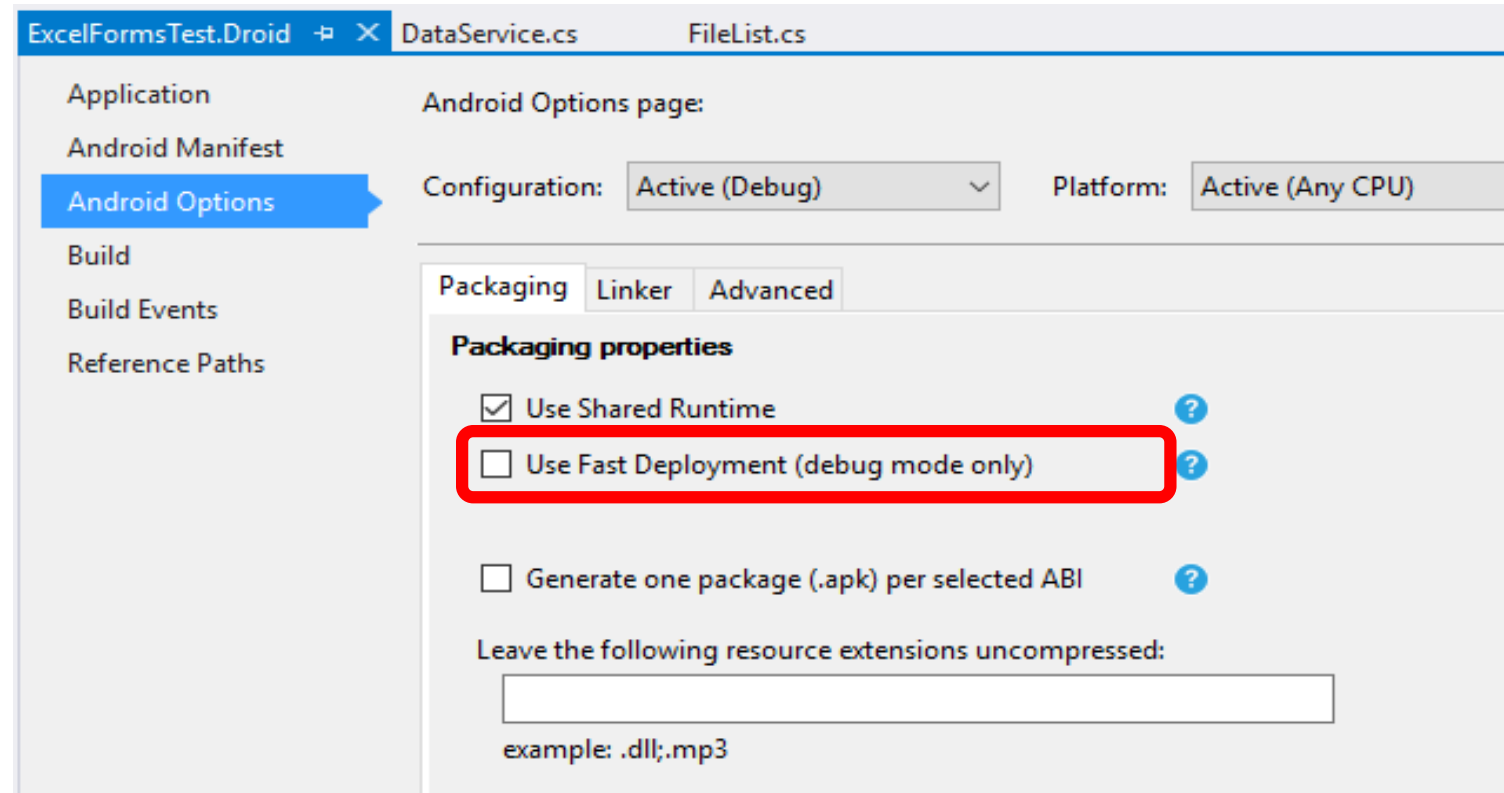 ExcelFormsTest.Droid DataService.cs FileList.cs
Application
Android Manifest
Android Options
Build
Build Events
Reference Paths
Android Options page:
Configuration: Active (Debug) Platform: Active (Any CPU)
Packaging Linker Advanced
Packaging properties
Use Shared Runtime ?
Use Fast Deployment (debug mode only) ?
Generate one package (.apk) per selected ABI ?
Leave the following resource extensions uncompressed:
example: .dll;.mp3